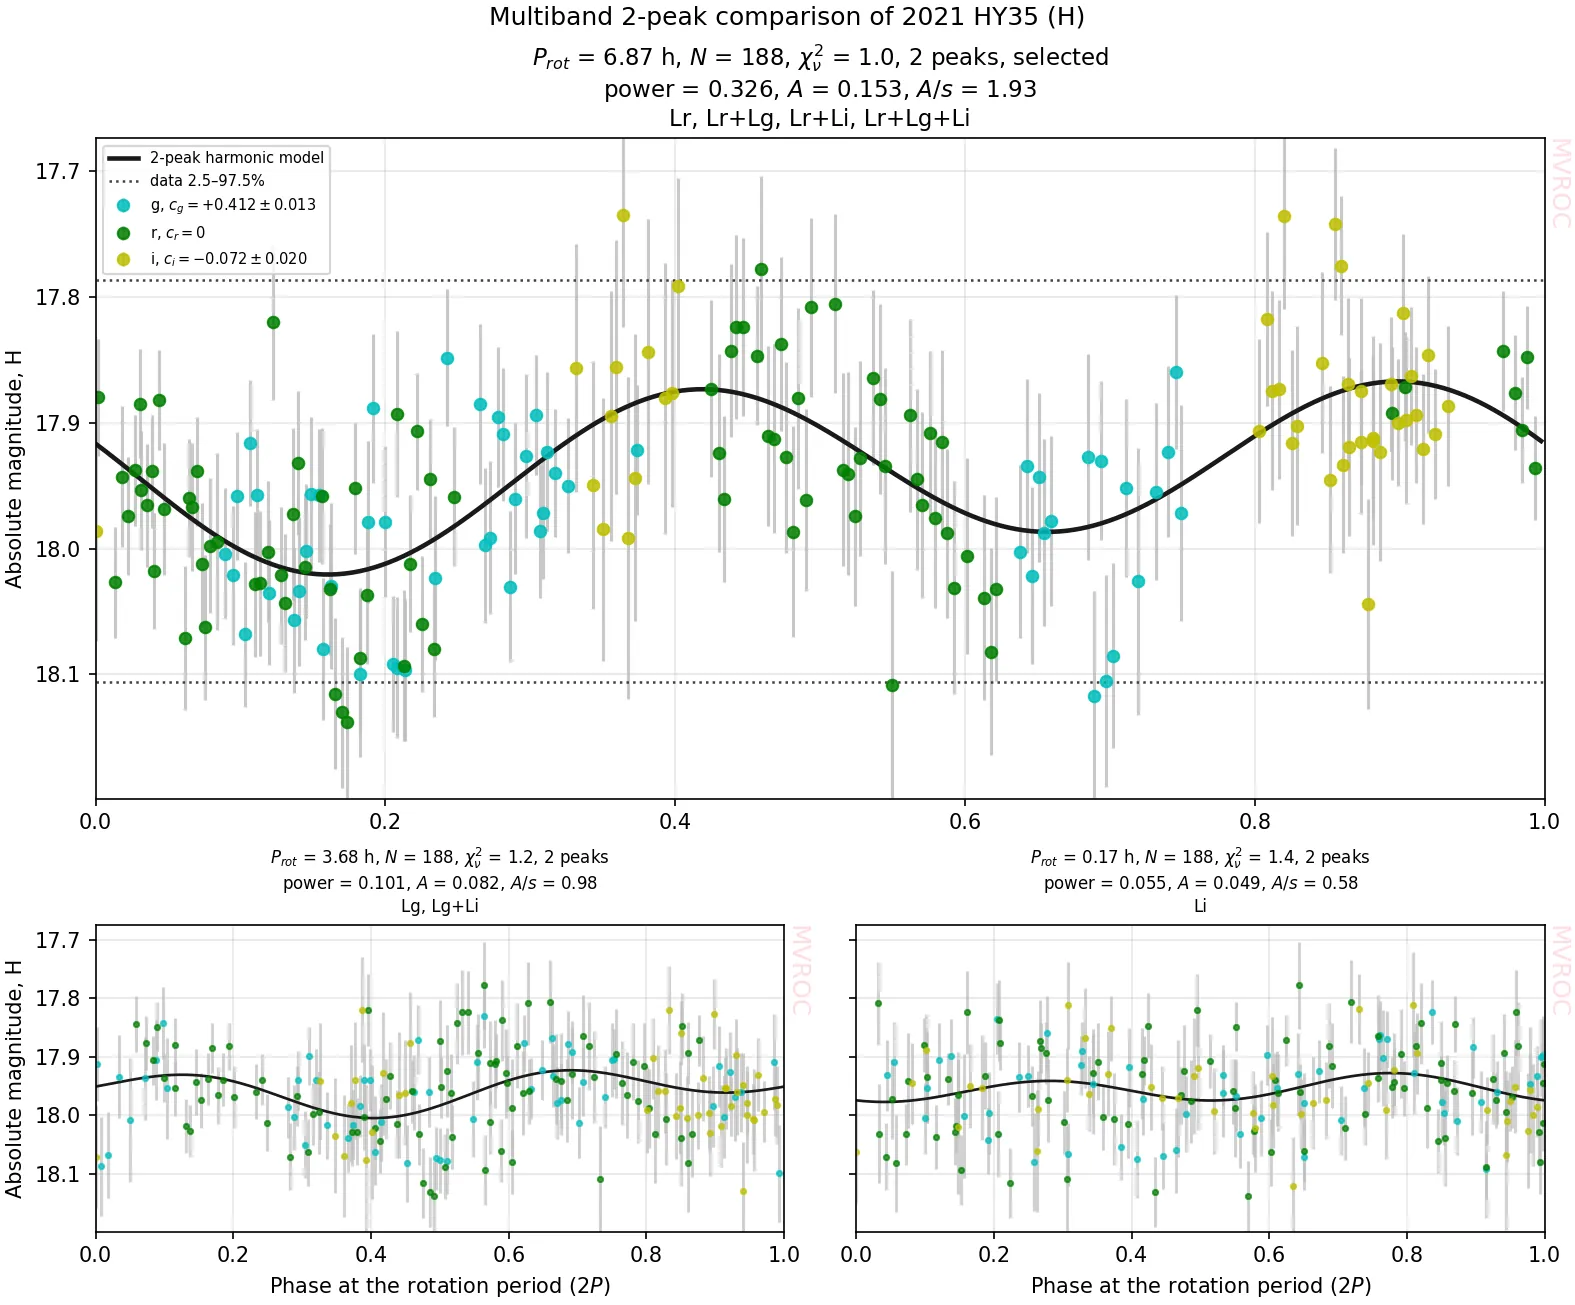 Multiband 2-peak comparison of 2021 HY35 (H)
P_rot = 6.87 h, N = 188, χ²_ν = 1.0, 2 peaks, selected
power = 0.326, A = 0.153, A/s = 1.93
Lr, Lr+Lg, Lr+Li, Lr+Lg+Li
2-peak harmonic model
data 2.5–97.5%
g, c_g = +0.412 ± 0.013
r, c_r = 0
i, c_i = −0.072 ± 0.020
MVROC
Absolute magnitude, H
17.7
17.8
17.9
18.0
18.1
0.0 0.2 0.4 0.6 0.8 1.0
P_rot = 3.68 h, N = 188, χ²_ν = 1.2, 2 peaks
power = 0.101, A = 0.082, A/s = 0.98
Lg, Lg+Li
MVROC
Absolute magnitude, H
17.7
17.8
17.9
18.0
18.1
0.0 0.2 0.4 0.6 0.8 1.0
Phase at the rotation period (2P)
P_rot = 0.17 h, N = 188, χ²_ν = 1.4, 2 peaks
power = 0.055, A = 0.049, A/s = 0.58
Li
MVROC
0.0 0.2 0.4 0.6 0.8 1.0
Phase at the rotation period (2P)